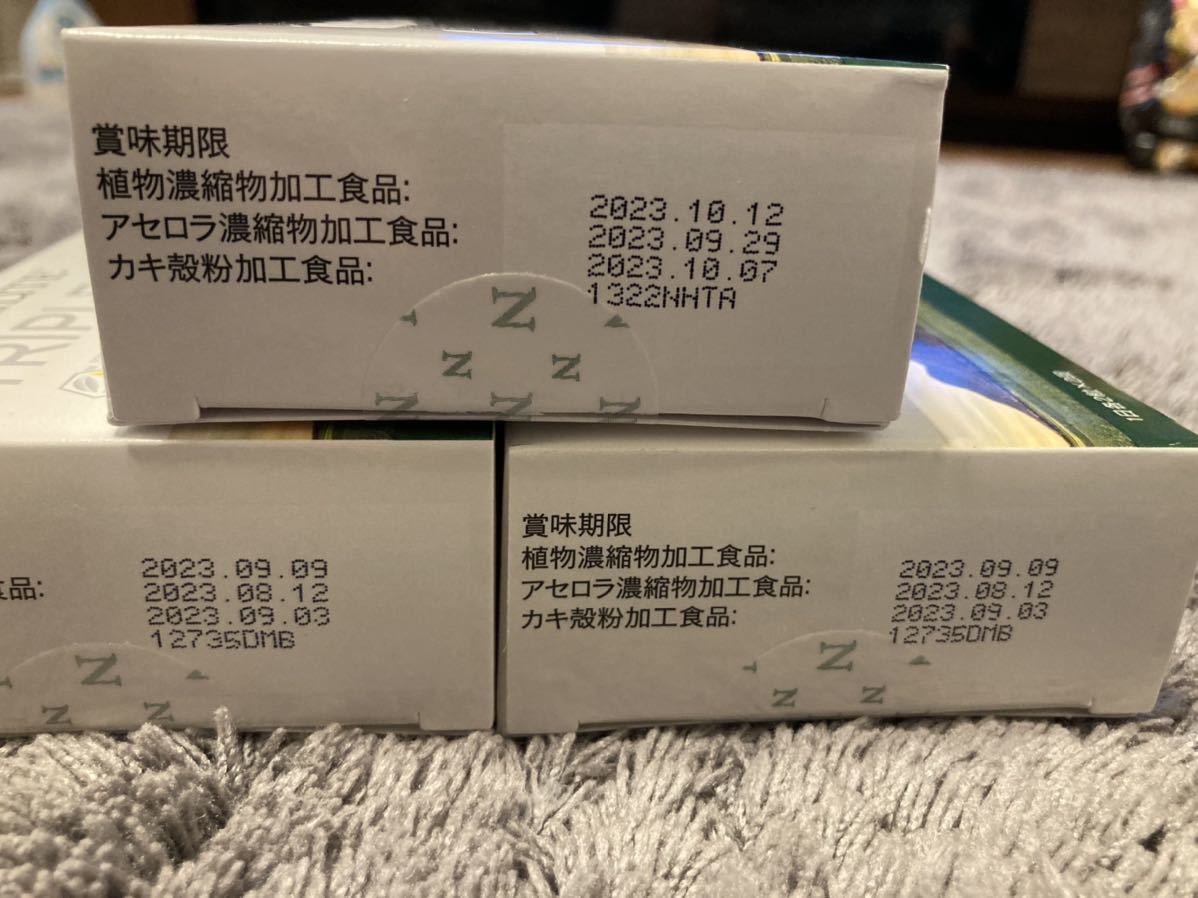 賞味期限
植物濃縮物加工食品:
アセロラ濃縮物加工食品:
カキ殻粉加工食品:
2023.10.12
2023.09.29
2023.10.07
1322NHTA
Z
Z Z
Z Z Z
TRIPL
食品:
2023.09.09
2023.08.12
2023.09.03
12735DMB
Z
Z Z
賞味期限
植物濃縮物加工食品:
アセロラ濃縮物加工食品:
カキ殻粉加工食品:
2023.09.09
2023.08.12
2023.09.03
12735DMB
Z
Z Z